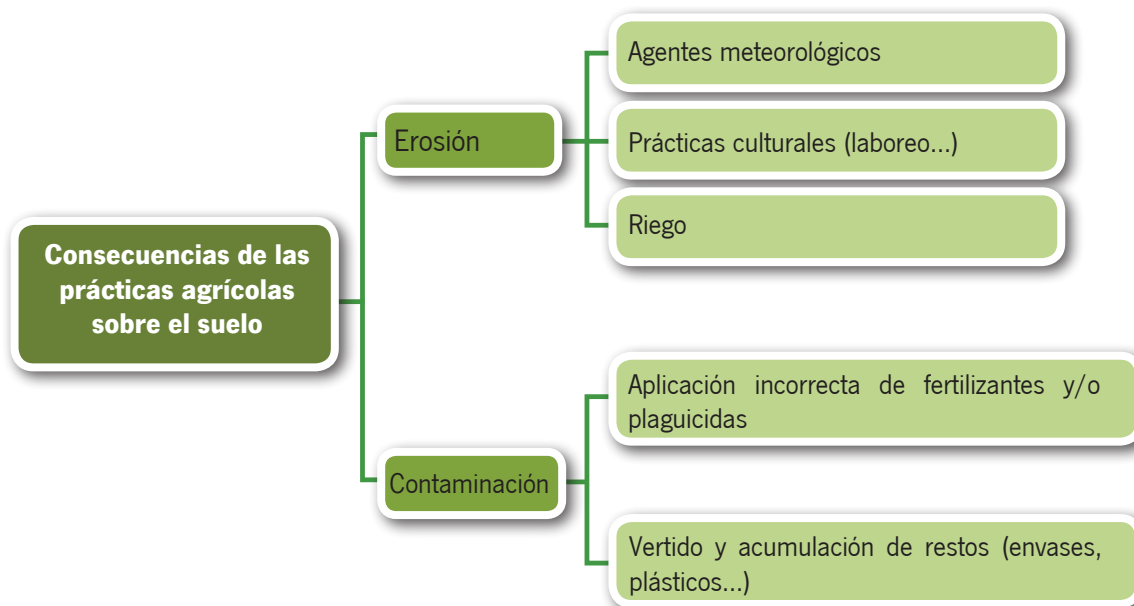 Consecuencias de las
prácticas agrícolas
sobre el suelo
Erosión
Agentes meteorológicos
Prácticas culturales (laboreo...)
Riego
Contaminación
Aplicación incorrecta de fertilizantes y/o
plaguicidas
Vertido y acumulación de restos (envases,
plásticos...)